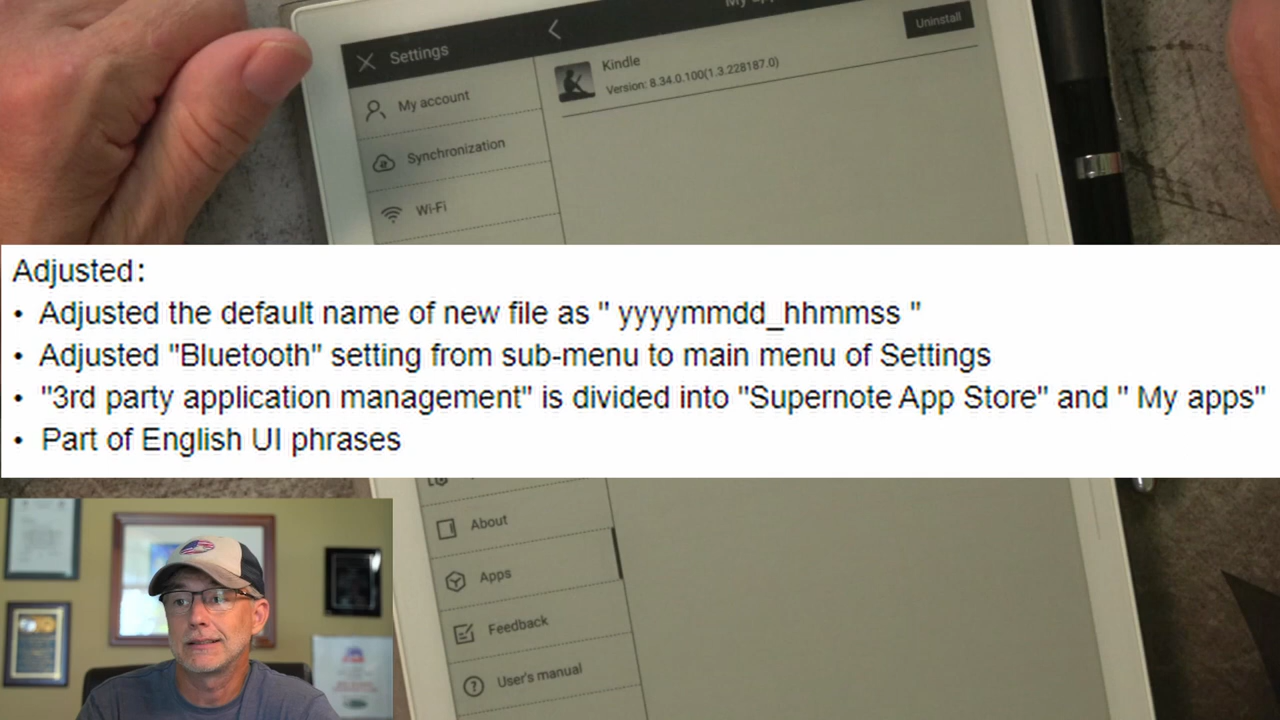 Settings
My
Uninstall
Kindle
Version: 8.34.0.100(1.3.228187.0)
My account
Synchronization
Wi-Fi
Adjusted:
• Adjusted the default name of new file as " yyyymmdd_hhmmss "
• Adjusted "Bluetooth" setting from sub-menu to main menu of Settings
• "3rd party application management" is divided into "Supernote App Store" and " My apps"
• Part of English UI phrases
About
Apps
Feedback
User's manual